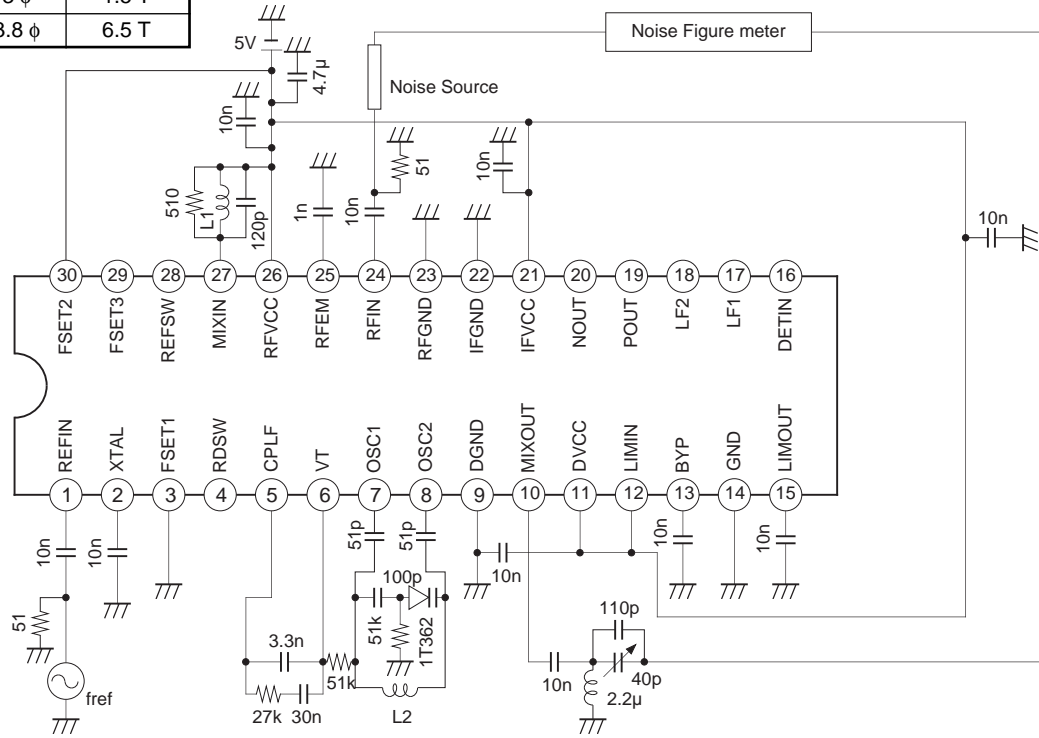 3.8 ϕ 6.5 T
Noise Figure meter
5V
4.7μ
Noise Source
10n
51
10n
510
L1
120p
1n
10n
10n
30 29 28 27 26 25 24 23 22 21 20 19 18 17 16
FSET2 FSET3 REFSW MIXIN RFVCC RFEM RFIN RFGND IFGND IFVCC NOUT POUT LF2 LF1 DETIN
REFIN XTAL FSET1 RDSW CPLF VT OSC1 OSC2 DGND MIXOUT DVCC LIMIN BYP GND LIMOUT
1 2 3 4 5 6 7 8 9 10 11 12 13 14 15
10n
10n
51p
51p
10n
10n
10n
100p
51
51k
1T362
110p
3.3n
51k
10n
40p
fref
27k 30n
L2
2.2μ